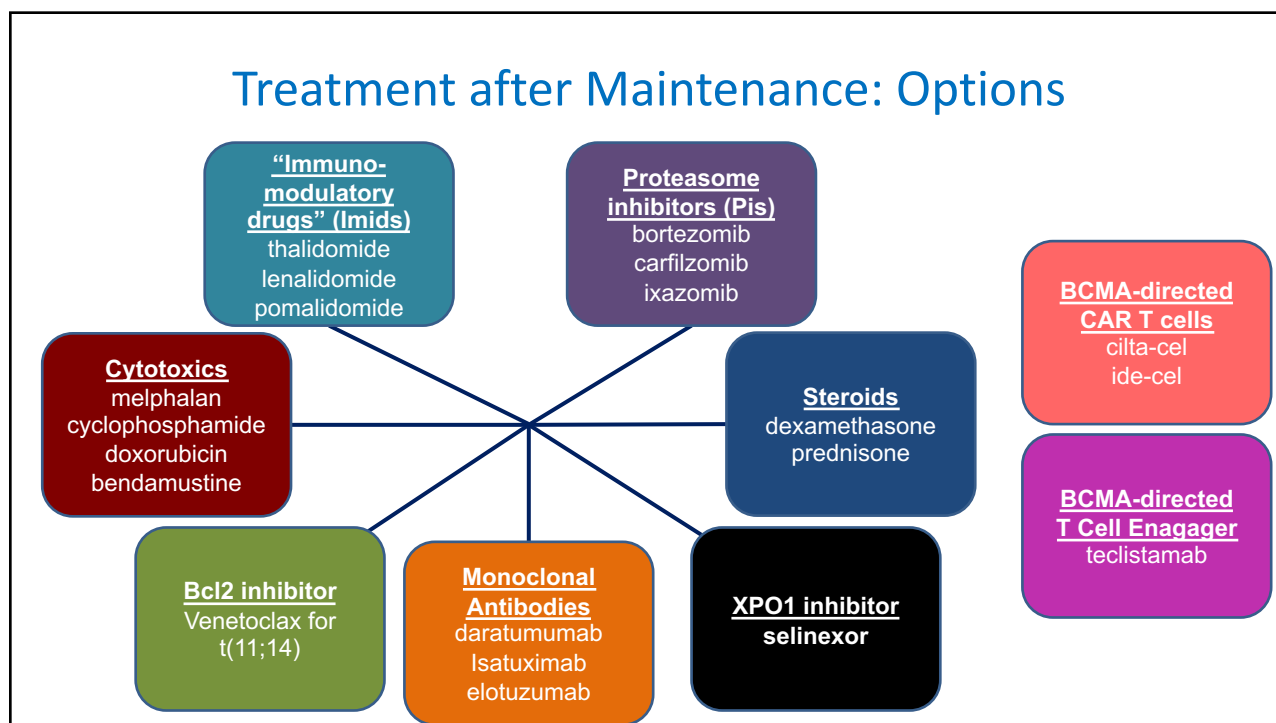 Treatment after Maintenance: Options
“Immuno-
modulatory
drugs” (Imids)
thalidomide
lenalidomide
pomalidomide
Proteasome
inhibitors (Pis)
bortezomib
carfilzomib
ixazomib
BCMA-directed
CAR T cells
cilta-cel
ide-cel
Cytotoxics
melphalan
cyclophosphamide
doxorubicin
bendamustine
Steroids
dexamethasone
prednisone
BCMA-directed
T Cell Enagager
teclistamab
Bcl2 inhibitor
Venetoclax for
t(11;14)
Monoclonal
Antibodies
daratumumab
Isatuximab
elotuzumab
XPO1 inhibitor
selinexor